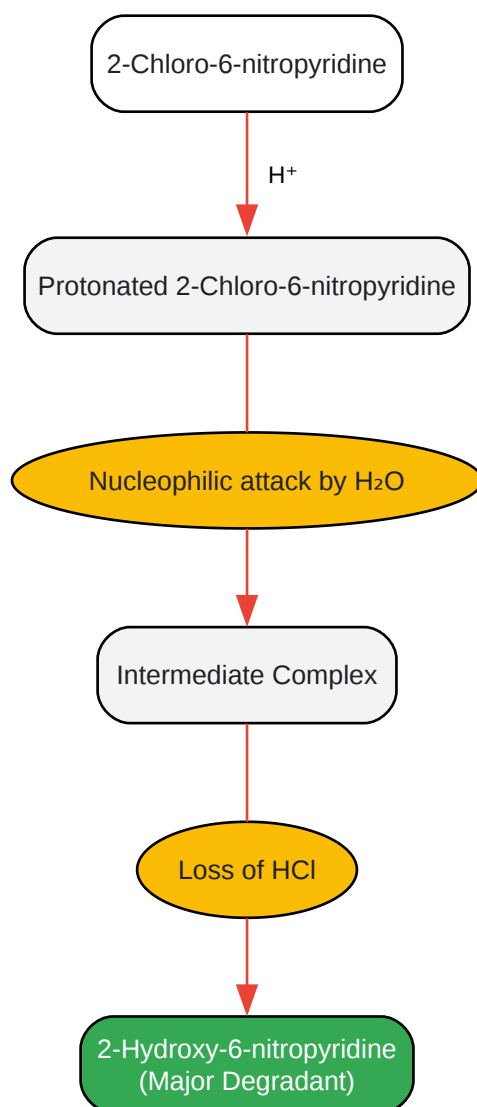 2-Chloro-6-nitropyridine
H⁺
Protonated 2-Chloro-6-nitropyridine
Nucleophilic attack by H₂O
Intermediate Complex
Loss of HCl
2-Hydroxy-6-nitropyridine
(Major Degradant)